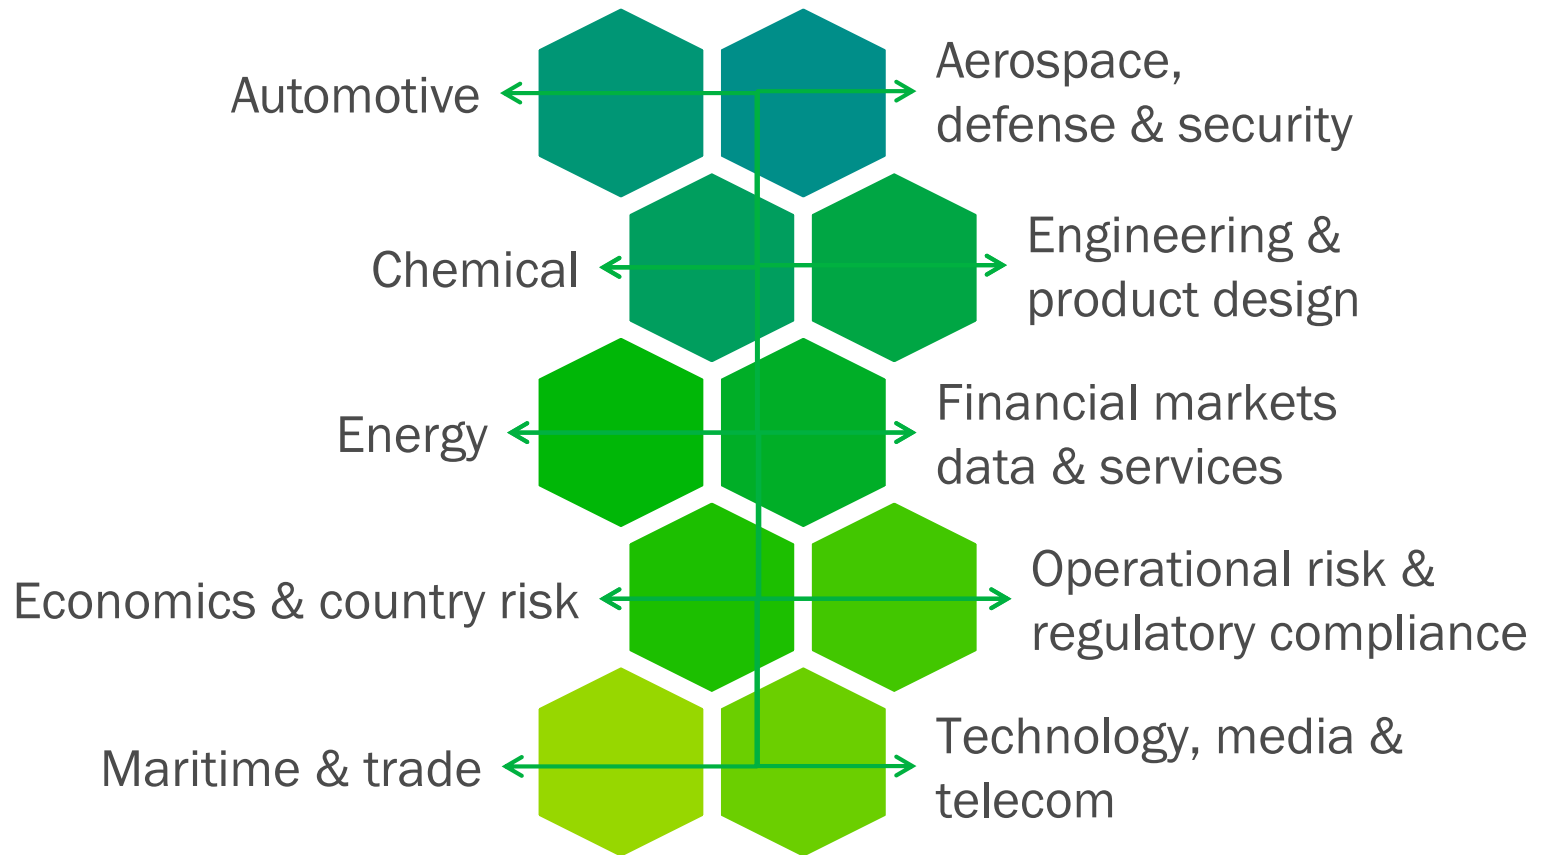 Automotive
Aerospace,
defense & security
Chemical
Engineering &
product design
Energy
Financial markets
data & services
Economics & country risk
Operational risk &
regulatory compliance
Maritime & trade
Technology, media &
telecom